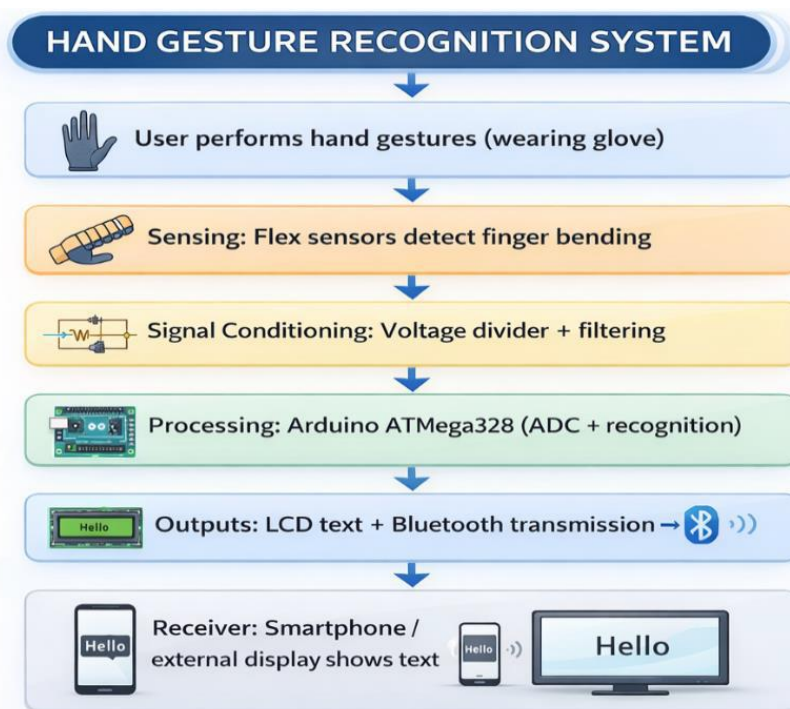 HAND GESTURE RECOGNITION SYSTEM
User performs hand gestures (wearing glove)
Sensing: Flex sensors detect finger bending
Signal Conditioning: Voltage divider + filtering
Processing: Arduino ATMega328 (ADC + recognition)
Hello
Outputs: LCD text + Bluetooth transmission →
Hello
Receiver: Smartphone /
external display shows text
Hello
Hello